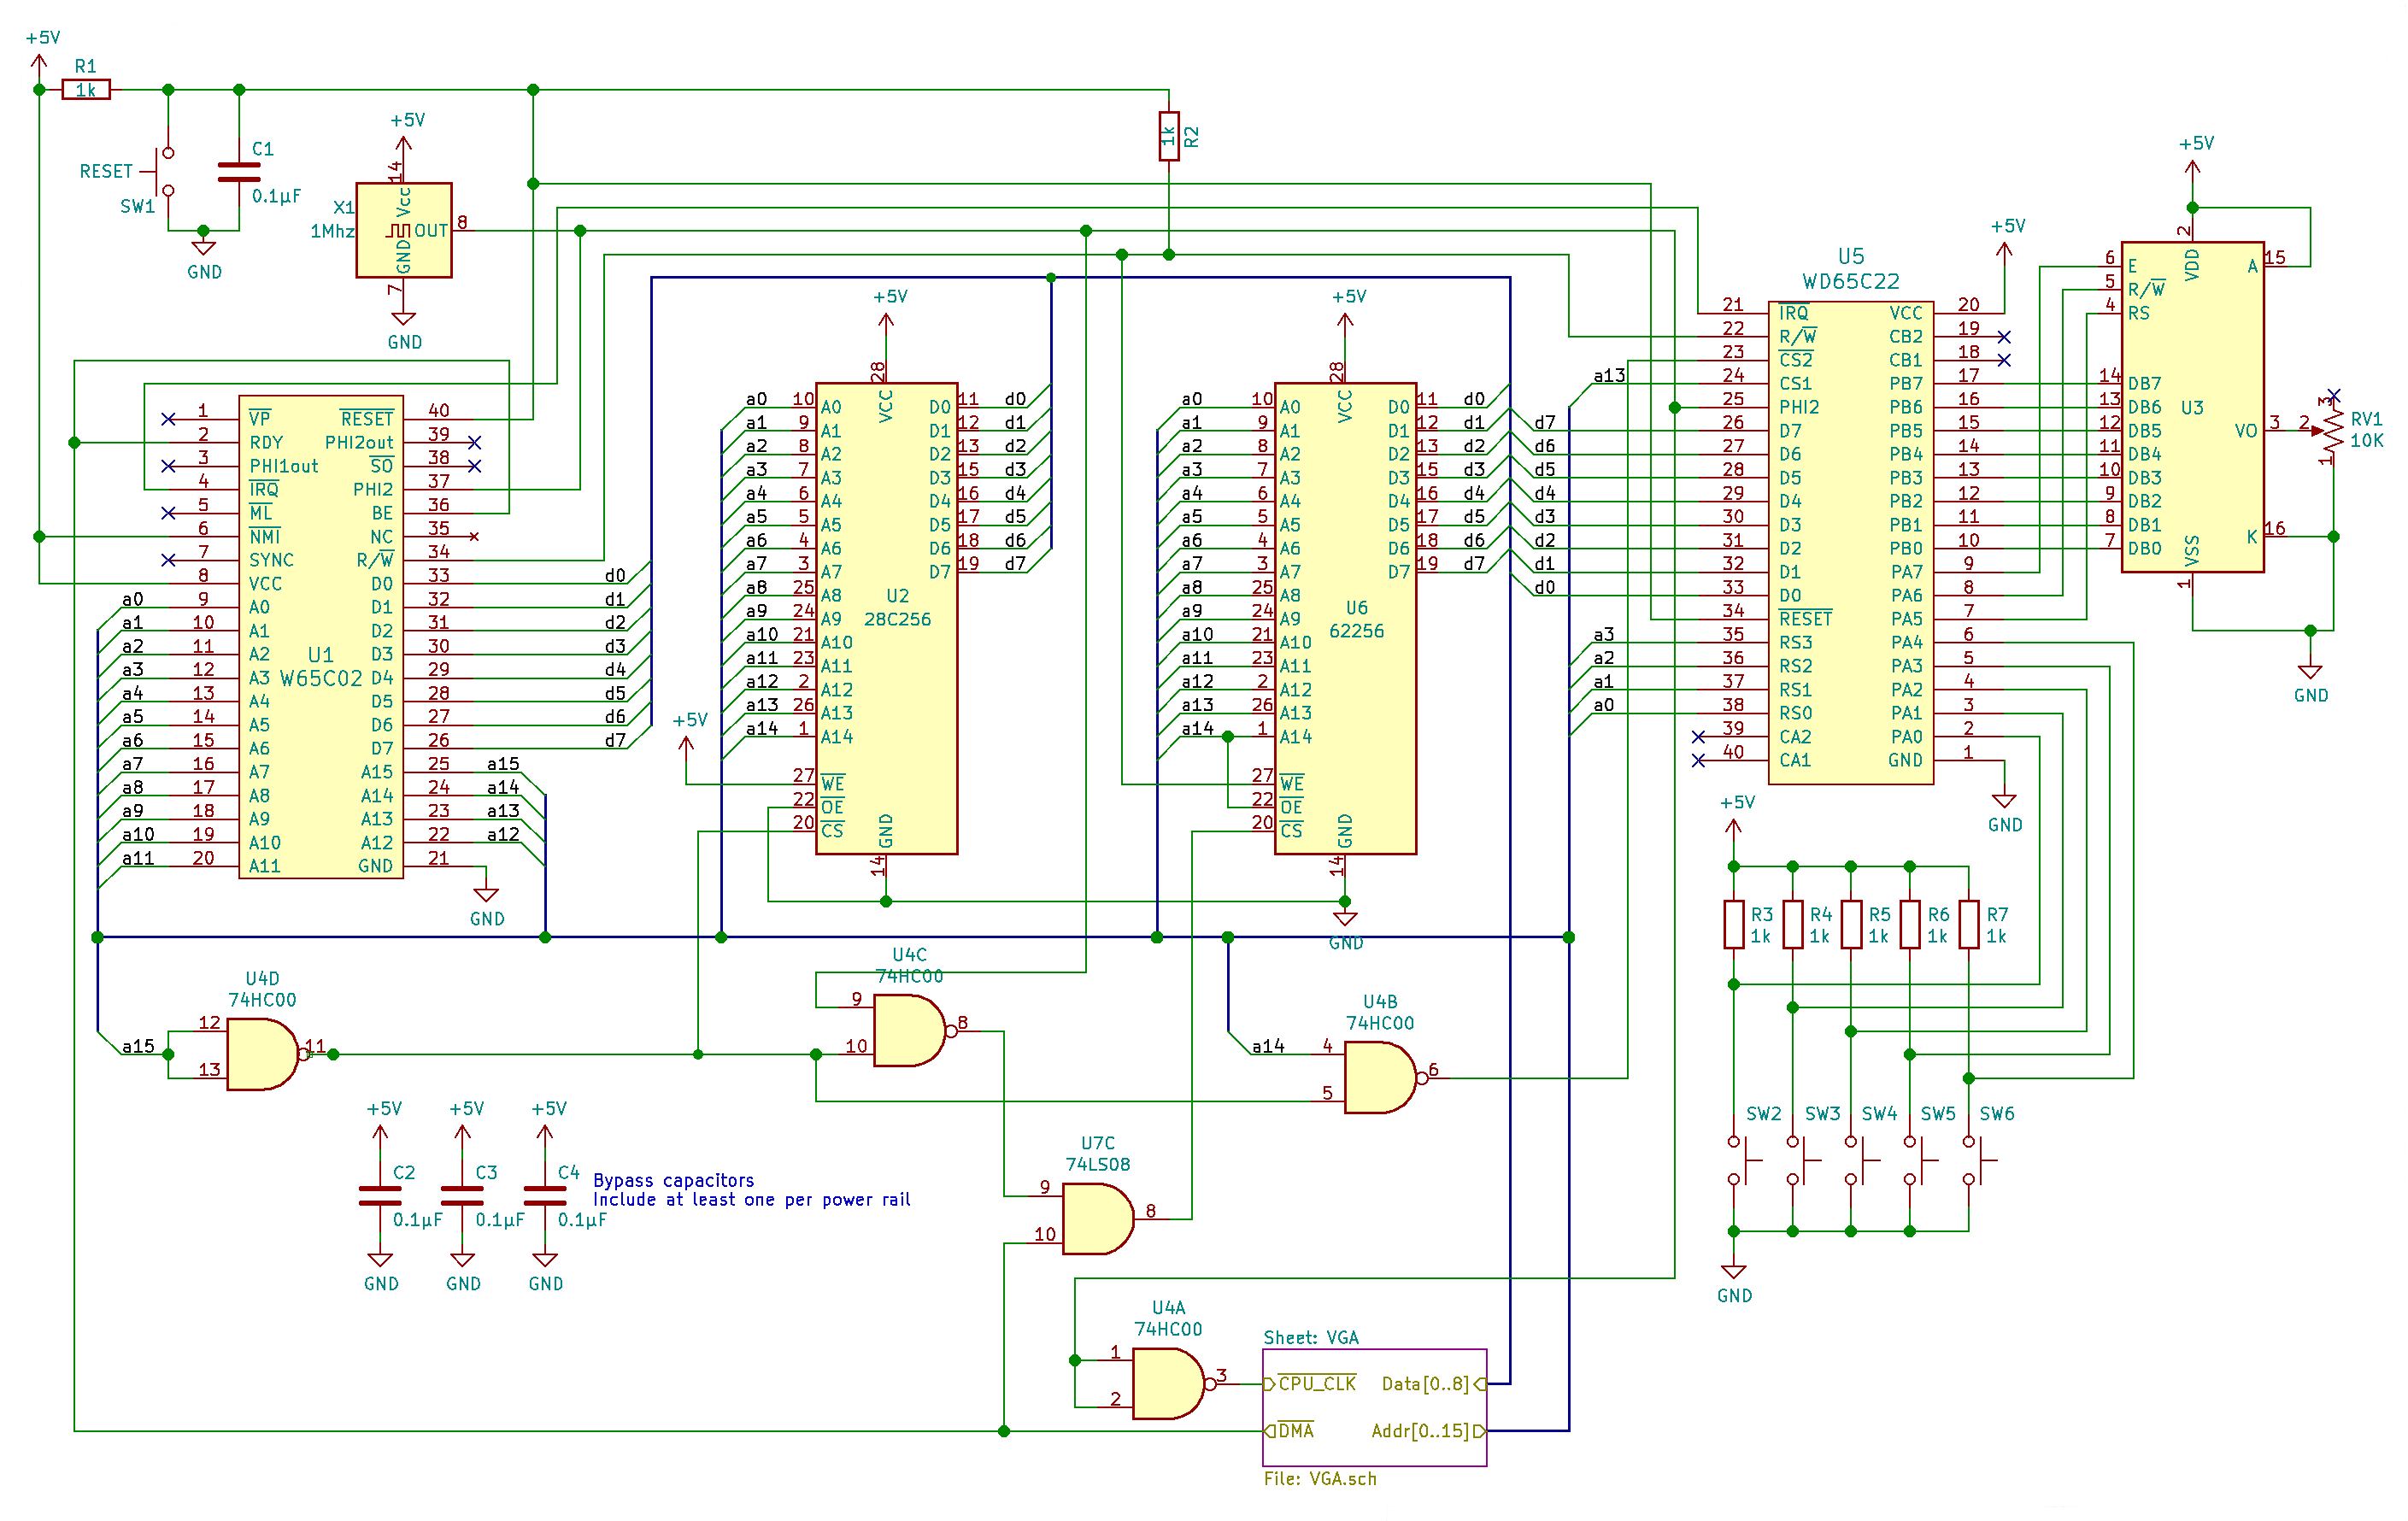 +5V
R1
1k
RESET
SW1
C1
0.1µF
GND
+5V
14
Vcc
X1
1Mhz
OUT
8
GND
7
GND
1k
R2
1 VP RESET 40
2 RDY PHI2out 39
3 PHI1out SO 38
4 IRQ PHI2 37
5 ML BE 36
6 NMI NC 35
7 SYNC R/W 34
8 VCC D0 33 d0
a0 9 A0 D1 32 d1
a1 10 A1 D2 31 d2
a2 11 A2 D3 30 d3
a3 12 A3 D4 29 d4
a4 13 A4 D5 28 d5
a5 14 A5 D6 27 d6
a6 15 A6 D7 26 d7
a7 16 A7 A15 25 a15
a8 17 A8 A14 24 a14
a9 18 A9 A13 23 a13
a10 19 A10 A12 22 a12
a11 20 A11 GND 21
U1
W65C02
GND
+5V
28
VCC
a0 10 A0 D0 11 d0
a1 9 A1 D1 12 d1
a2 8 A2 D2 13 d2
a3 7 A3 D3 15 d3
a4 6 A4 D4 16 d4
a5 5 A5 D5 17 d5
a6 4 A6 D6 18 d6
a7 3 A7 D7 19 d7
a8 25 A8
a9 24 A9
a10 21 A10
a11 23 A11
a12 2 A12
a13 26 A13
a14 1 A14
27 WE
22 OE
20 CS
U2
28C256
GND
14
+5V
+5V
28
VCC
a0 10 A0 D0 11 d0
a1 9 A1 D1 12 d1
a2 8 A2 D2 13 d2
a3 7 A3 D3 15 d3
a4 6 A4 D4 16 d4
a5 5 A5 D5 17 d5
a6 4 A6 D6 18 d6
a7 3 A7 D7 19 d7
a8 25 A8
a9 24 A9
a10 21 A10
a11 23 A11
a12 2 A12
a13 26 A13
a14 1 A14
27 WE
22 OE
20 CS
U6
62256
GND
14
GND
U5
WD65C22
+5V
21 IRQ VCC 20
22 R/W CB2 19
23 CS2 CB1 18
a13 24 CS1 PB7 17
25 PHI2 PB6 16
d7 26 D7 PB5 15
d6 27 D6 PB4 14
d5 28 D5 PB3 13
d4 29 D4 PB2 12
d3 30 D3 PB1 11
d2 31 D2 PB0 10
d1 32 D1 PA7 9
d0 33 D0 PA6 8
34 RESET PA5 7
a3 35 RS3 PA4 6
a2 36 RS2 PA3 5
a1 37 RS1 PA2 4
a0 38 RS0 PA1 3
39 CA2 PA0 2
40 CA1 GND 1
GND
+5V
2
VDD
6 E A 15
5 R/W
4 RS
14 DB7
13 DB6
12 DB5
11 DB4
10 DB3
9 DB2
8 DB1
7 DB0
U3
VO 3
K 16
VSS
1
3
2
1
RV1
10K
GND
+5V
R3
1k
R4
1k
R5
1k
R6
1k
R7
1k
SW2
SW3
SW4
SW5
SW6
GND
U4D
74HC00
a15
12
13
11
U4C
74HC00
9
10
8
U4B
74HC00
a14
4
5
6
+5V
C2
0.1µF
GND
+5V
C3
0.1µF
GND
+5V
C4
0.1µF
GND
Bypass capacitors
Include at least one per power rail
U7C
74LS08
9
10
8
U4A
74HC00
1
2
3
Sheet: VGA
CPU_CLK Data[0..8]
DMA Addr[0..15]
File: VGA.sch